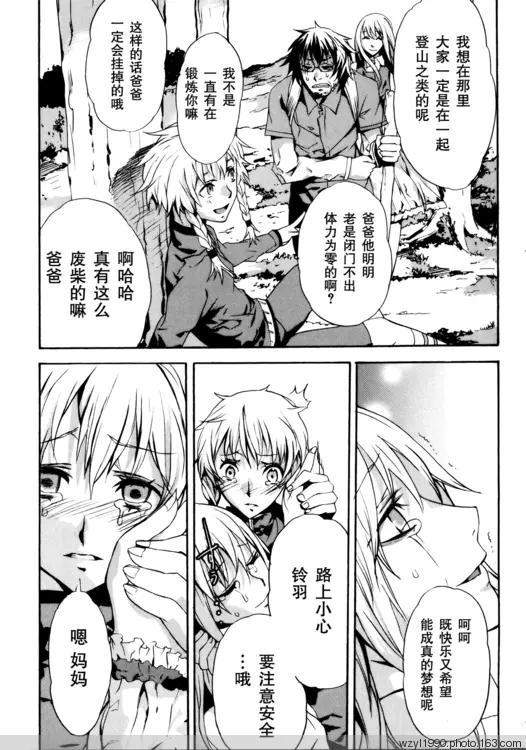 我想在那里
大家一定是在一起
登山之类的呢
我不是
一直有在
锻炼你嘛
这样的话爸爸
一定会挂掉的哦
爸爸他明明
老是闭门不出
体力为零的啊？
啊哈哈
真有这么
废柴的嘛
爸爸
呵呵
既快乐又希望
能成真的梦想呢
路上小心
铃羽
要注意安全
…哦
嗯妈妈
wzyl1990.photo.163.com